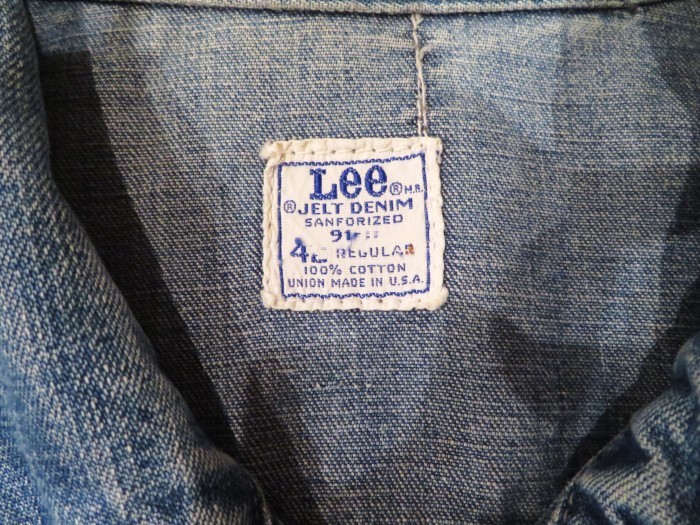 Lee ® M.R.
® JELT DENIM
SANFORIZED
REGULAR
100% COTTON
UNION MADE IN U.S.A.